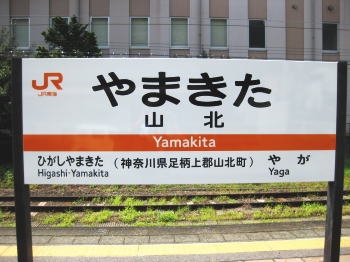 JR
JR東海
やまきた
山北
Yamakita
ひがしやまきた (神奈川県足柄上郡山北町) やが
Higashi-Yamakita Yaga